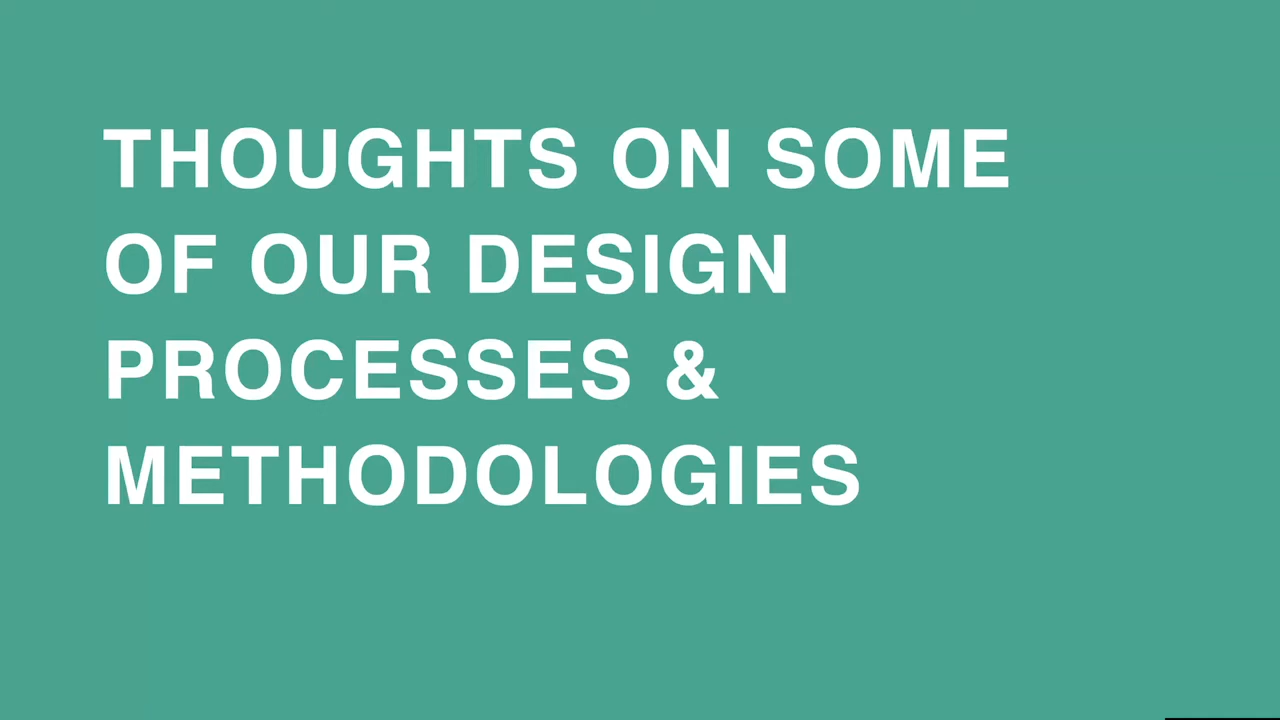 THOUGHTS ON SOME
OF OUR DESIGN
PROCESSES &
METHODOLOGIES